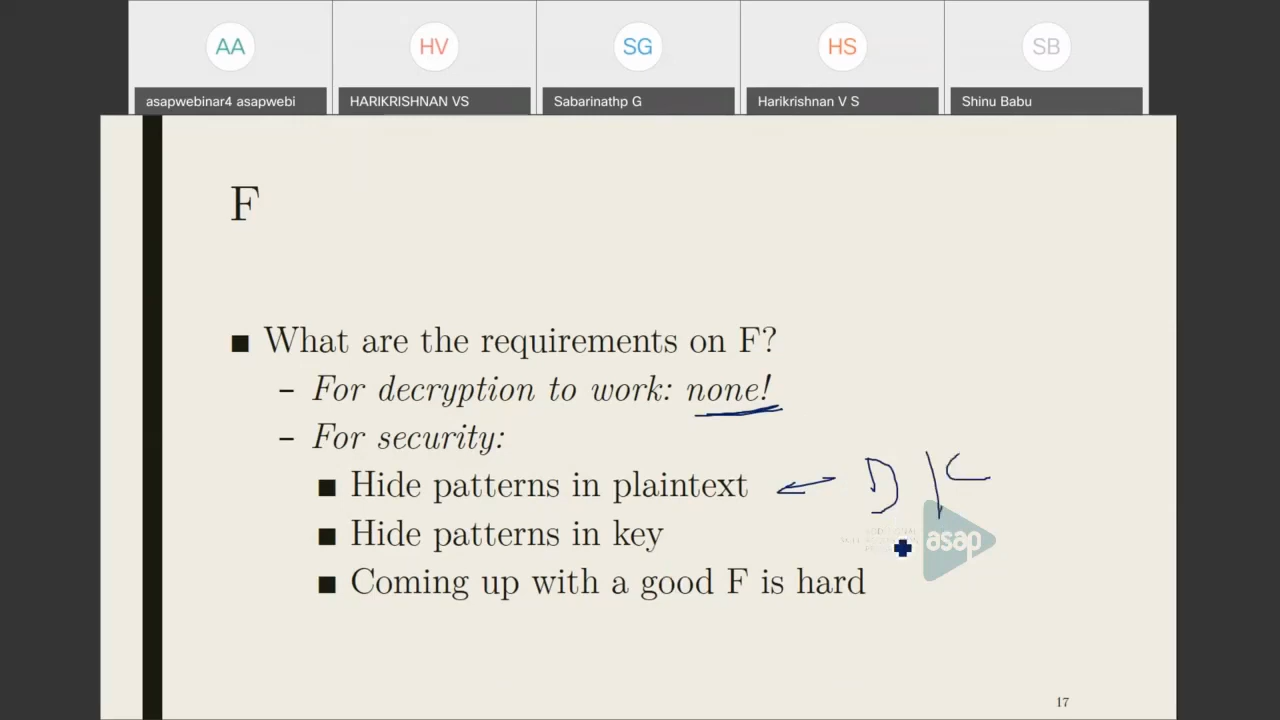 AA HV SG HS SB
asapwebinar4 asapwebi HARIKRISHNAN VS Sabarinathp G Harikrishnan V S Shinu Babu
F
■ What are the requirements on F?
– For decryption to work: none!
– For security:
■ Hide patterns in plaintext D/C
■ Hide patterns in key
asap
■ Coming up with a good F is hard
17